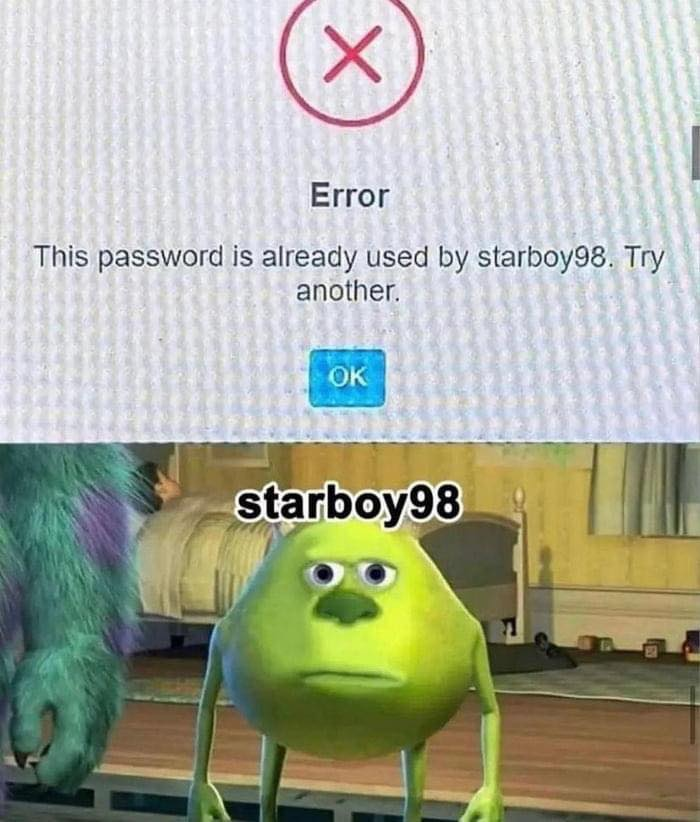 Error
This password is already used by starboy98. Try
another.
OK
starboy98